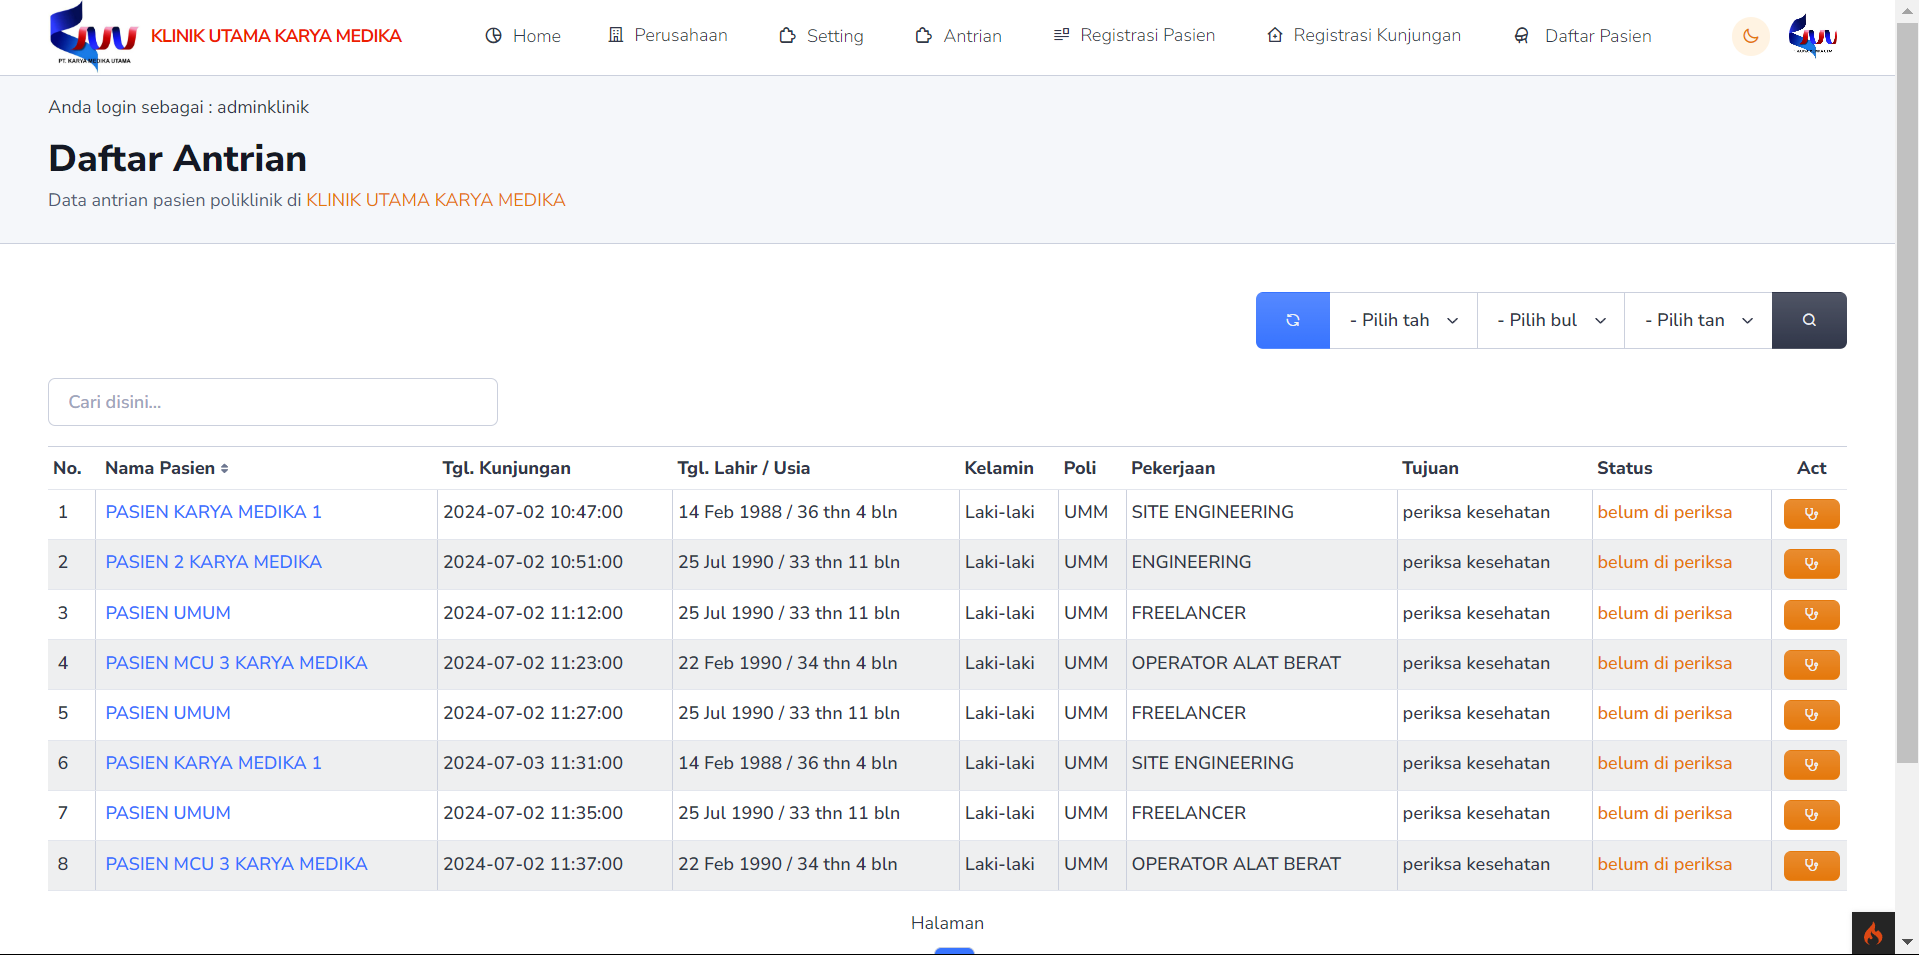 PT. KARYA MEDIKA UTAMA
KLINIK UTAMA KARYA MEDIKA
Home
Perusahaan
Setting
Antrian
Registrasi Pasien
Registrasi Kunjungan
Daftar Pasien
Anda login sebagai : adminklinik
Daftar Antrian
Data antrian pasien poliklinik di KLINIK UTAMA KARYA MEDIKA
- Pilih tah
- Pilih bul
- Pilih tan
Cari disini...
No. Nama Pasien Tgl. Kunjungan Tgl. Lahir / Usia Kelamin Poli Pekerjaan Tujuan Status Act
1 PASIEN KARYA MEDIKA 1 2024-07-02 10:47:00 14 Feb 1988 / 36 thn 4 bln Laki-laki UMM SITE ENGINEERING periksa kesehatan belum di periksa
2 PASIEN 2 KARYA MEDIKA 2024-07-02 10:51:00 25 Jul 1990 / 33 thn 11 bln Laki-laki UMM ENGINEERING periksa kesehatan belum di periksa
3 PASIEN UMUM 2024-07-02 11:12:00 25 Jul 1990 / 33 thn 11 bln Laki-laki UMM FREELANCER periksa kesehatan belum di periksa
4 PASIEN MCU 3 KARYA MEDIKA 2024-07-02 11:23:00 22 Feb 1990 / 34 thn 4 bln Laki-laki UMM OPERATOR ALAT BERAT periksa kesehatan belum di periksa
5 PASIEN UMUM 2024-07-02 11:27:00 25 Jul 1990 / 33 thn 11 bln Laki-laki UMM FREELANCER periksa kesehatan belum di periksa
6 PASIEN KARYA MEDIKA 1 2024-07-03 11:31:00 14 Feb 1988 / 36 thn 4 bln Laki-laki UMM SITE ENGINEERING periksa kesehatan belum di periksa
7 PASIEN UMUM 2024-07-02 11:35:00 25 Jul 1990 / 33 thn 11 bln Laki-laki UMM FREELANCER periksa kesehatan belum di periksa
8 PASIEN MCU 3 KARYA MEDIKA 2024-07-02 11:37:00 22 Feb 1990 / 34 thn 4 bln Laki-laki UMM OPERATOR ALAT BERAT periksa kesehatan belum di periksa
Halaman